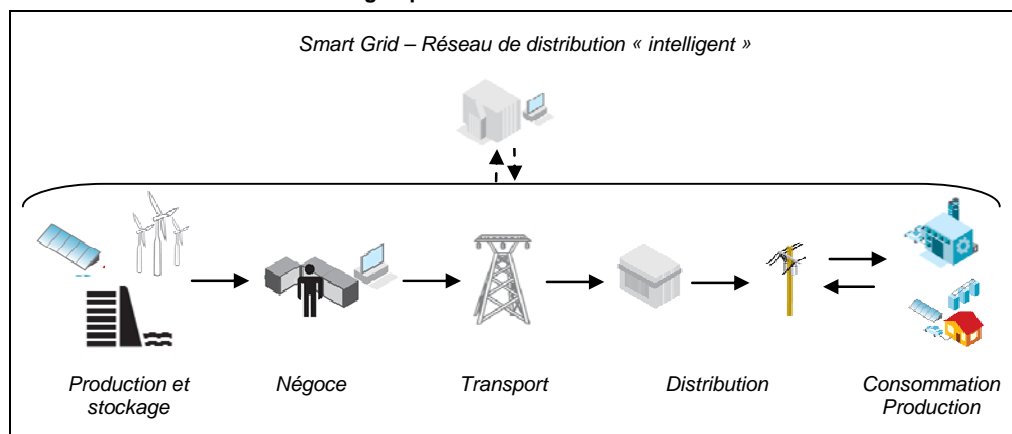 Smart Grid – Réseau de distribution « intelligent »
Production et
stockage
Négoce
Transport
Distribution
Consommation
Production